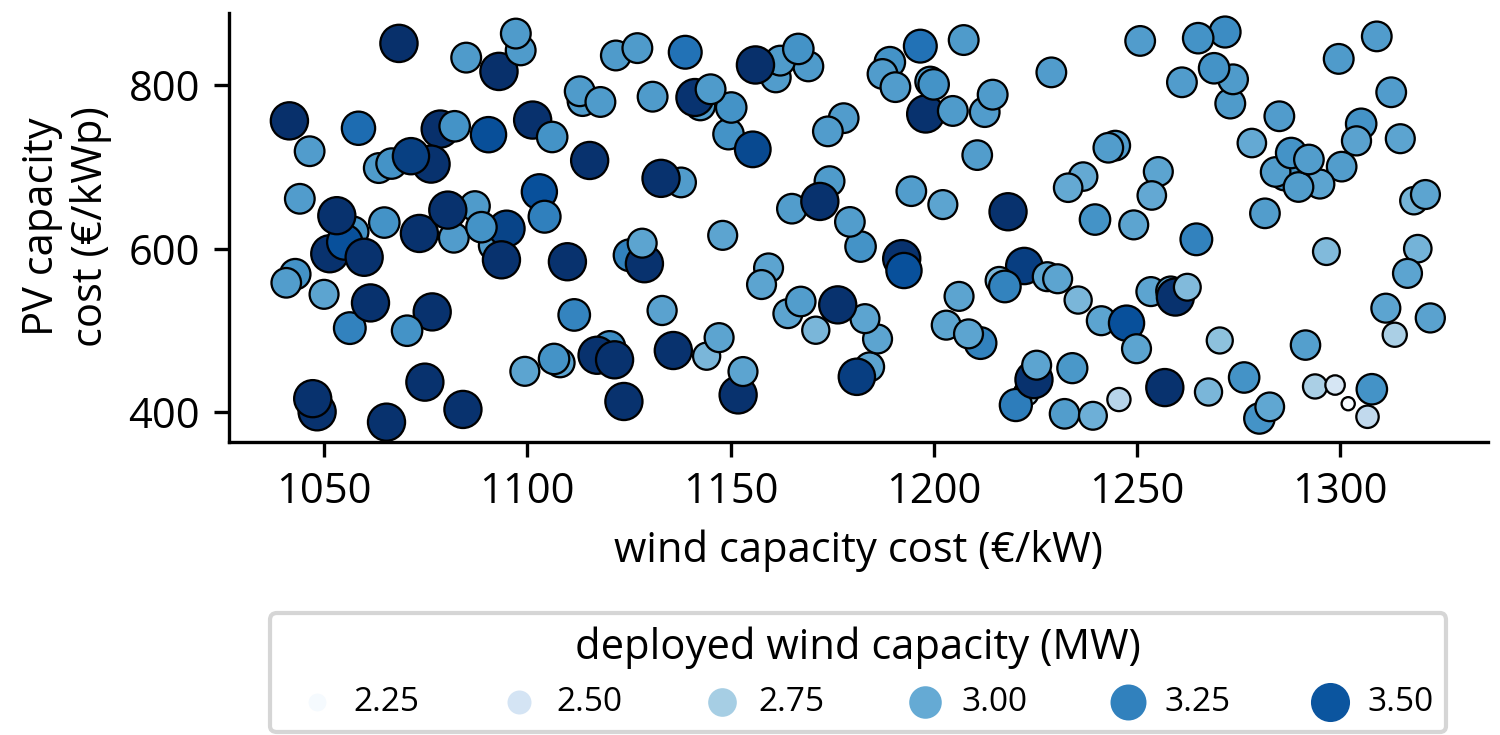 PV capacity
cost (€/kWp)
800
600
400
1050 1100 1150 1200 1250 1300
wind capacity cost (€/kW)
deployed wind capacity (MW)
2.25 2.50 2.75 3.00 3.25 3.50